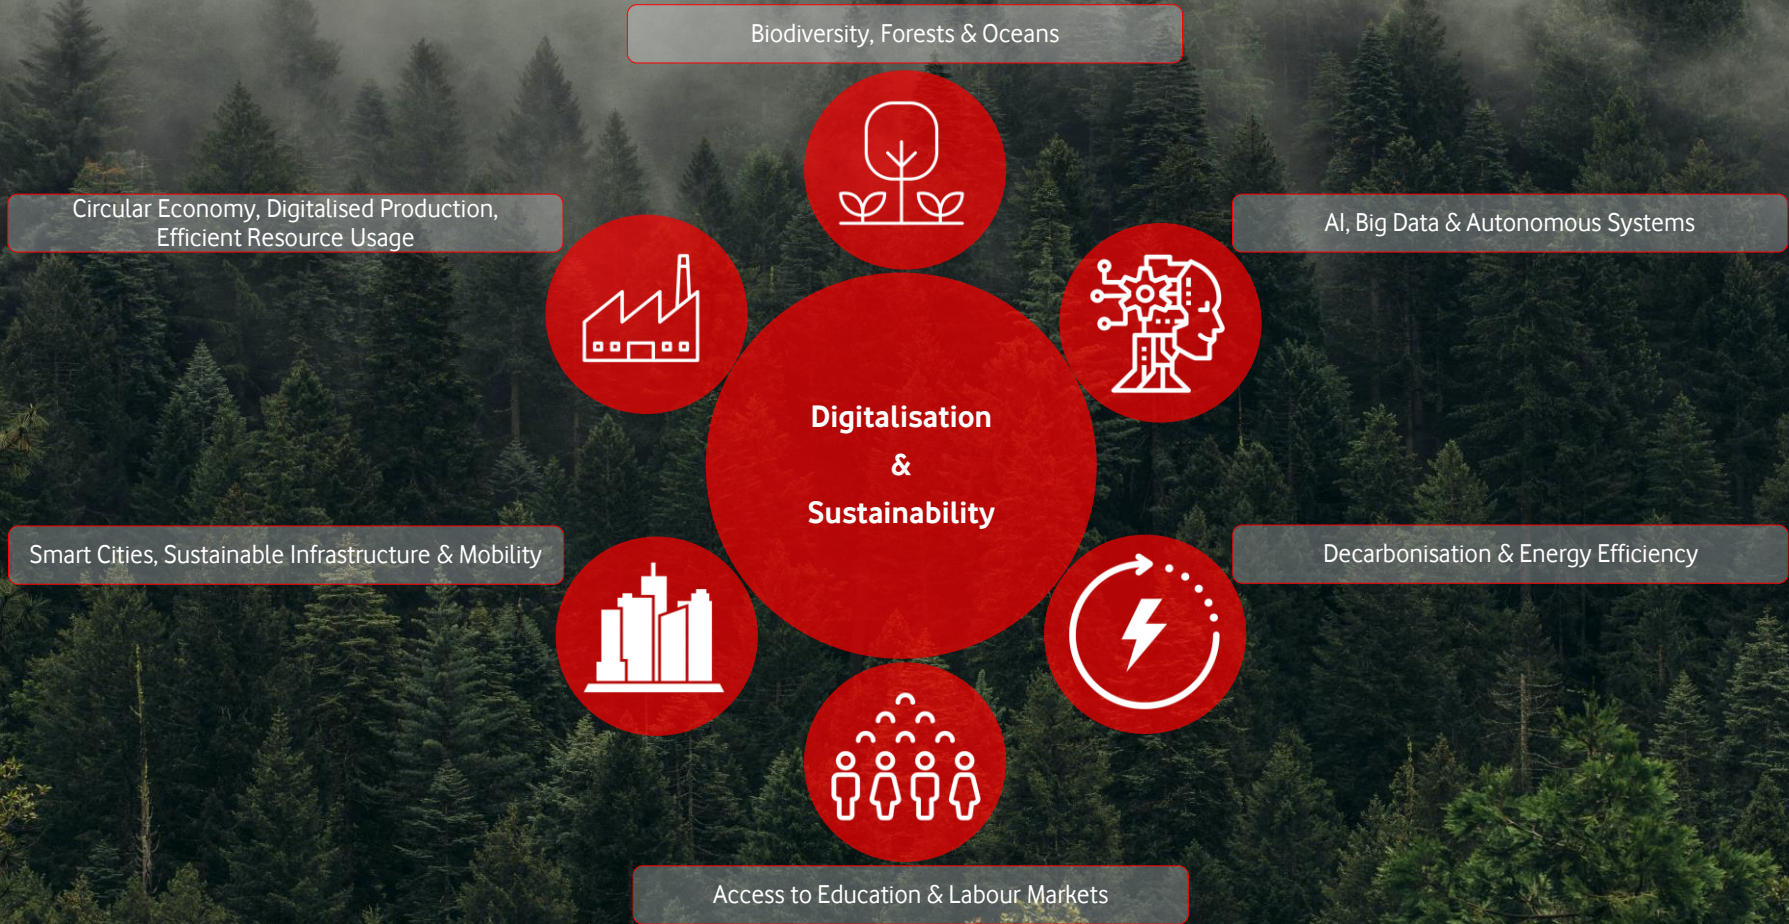 Biodiversity, Forests & Oceans
Circular Economy, Digitalised Production,
Efficient Resource Usage
AI, Big Data & Autonomous Systems
Digitalisation
&
Sustainability
Smart Cities, Sustainable Infrastructure & Mobility
Decarbonisation & Energy Efficiency
Access to Education & Labour Markets